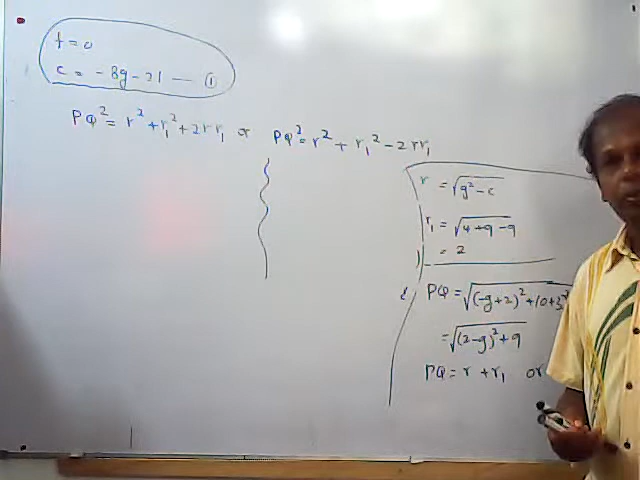 f = 0
c = - 8g - 21 — ①
PQ² = r² + r₁² + 2rr₁ or PQ² = r² + r₁² - 2rr₁
r = √(g² - c)
r₁ = √(4 + 9 - 9)
= 2
PQ = √((-g+2)² + (0+3)²)
= √((2-g)² + 9)
PQ = r + r₁ or